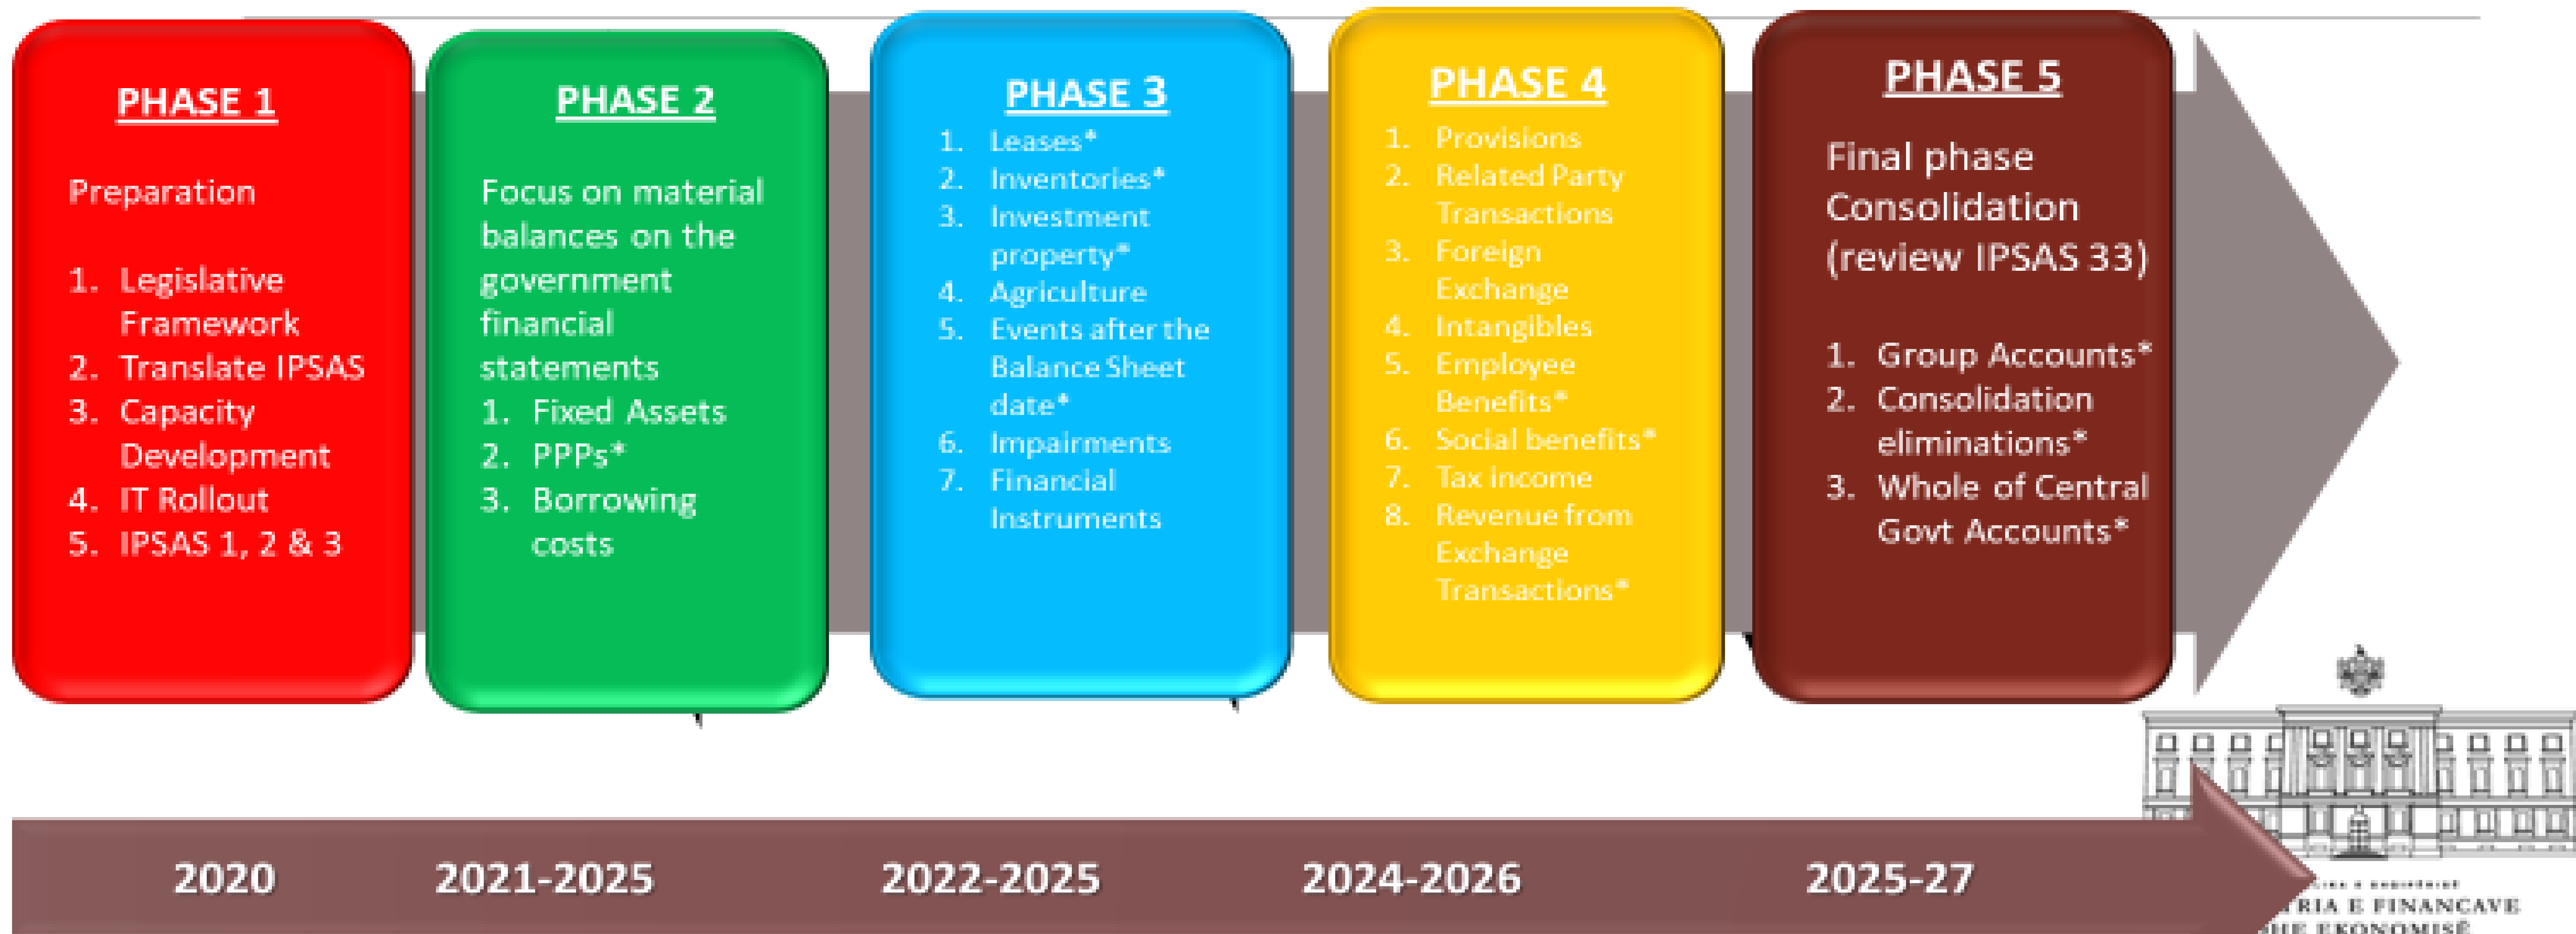 PHASE 1
Preparation
1. Legislative
Framework
2. Translate IPSAS
3. Capacity
Development
4. IT Rollout
5. IPSAS 1, 2 & 3
PHASE 2
Focus on material
balances on the
government
financial
statements
1. Fixed Assets
2. PPPs*
3. Borrowing
costs
PHASE 3
1. Leases*
2. Inventories*
3. Investment
property*
4. Agriculture
5. Events after the
Balance Sheet
date*
6. Impairments
7. Financial
Instruments
PHASE 4
1. Provisions
2. Related Party
Transactions
3. Foreign
Exchange
4. Intangibles
5. Employee
Benefits*
6. Social benefits*
7. Tax income
8. Revenue from
Exchange
Transactions*
PHASE 5
Final phase
Consolidation
(review IPSAS 33)
1. Group Accounts*
2. Consolidation
eliminations*
3. Whole of Central
Govt Accounts*
2020
2021-2025
2022-2025
2024-2026
2025-27
E FINANCAVE
EKONOMISË